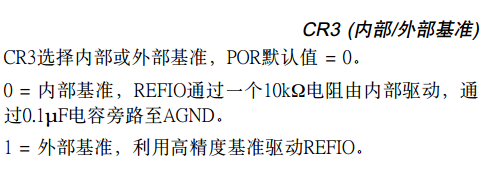 CR3 (内部/外部基准)
CR3选择内部或外部基准，POR默认值 = 0。
0 = 内部基准，REFIO通过一个10kΩ电阻由内部驱动，通
过0.1µF电容旁路至AGND。
1 = 外部基准，利用高精度基准驱动REFIO。